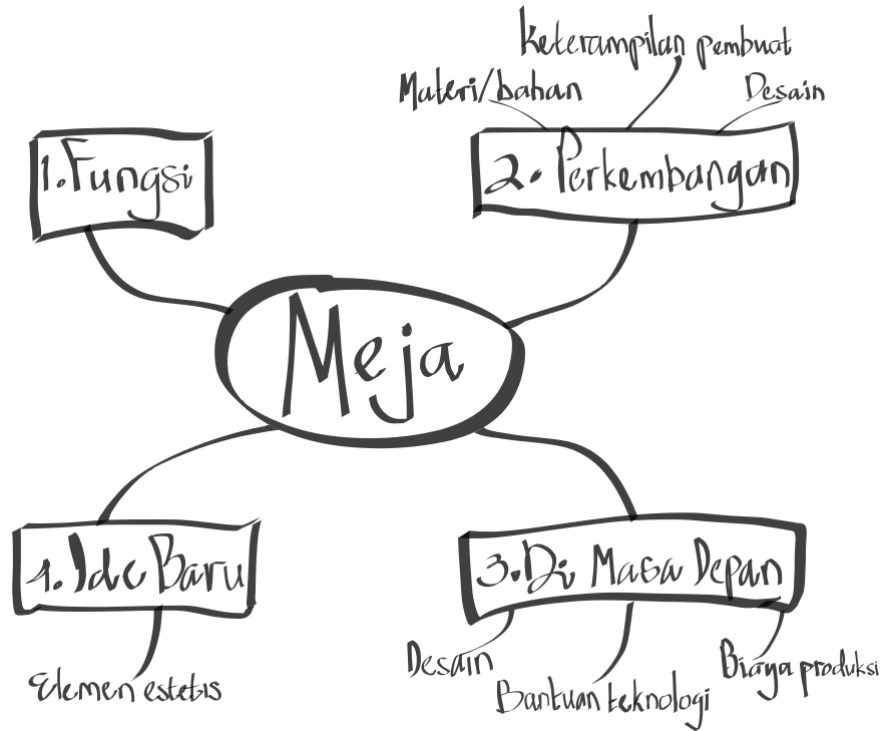 Keterampilan pembuat
Materi/bahan
Desain
1. Fungsi
2. Perkembangan
Meja
4. Ide Baru
3. Di Masa Depan
Elemen estetis
Desain
Bantuan teknologi
Biaya produksi